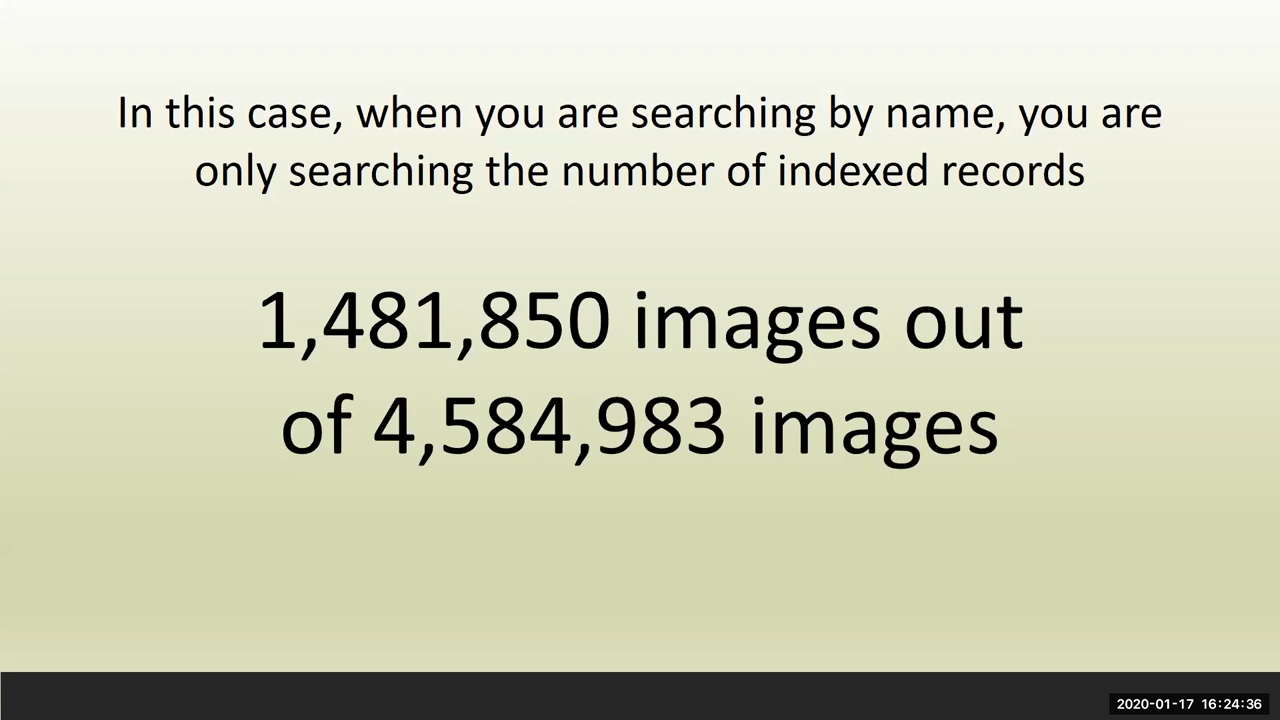 In this case, when you are searching by name, you are
only searching the number of indexed records
1,481,850 images out
of 4,584,983 images
2020-01-17 16:24:36